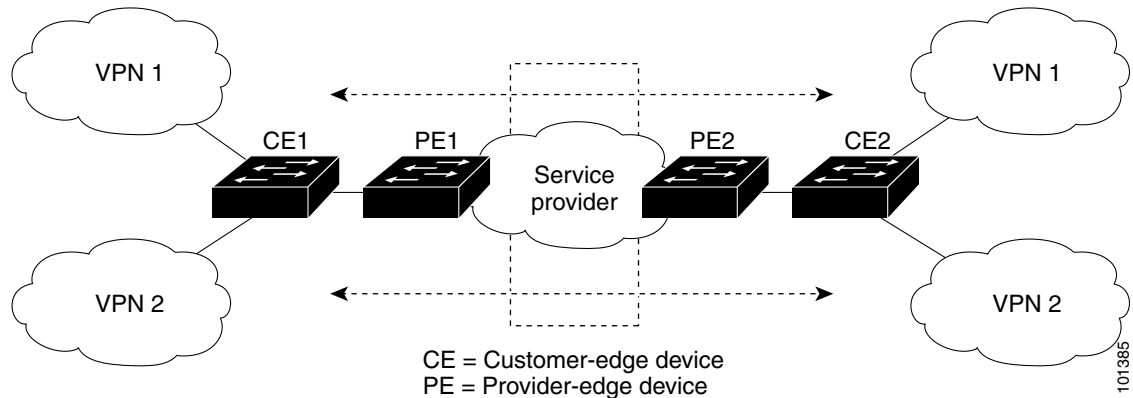 VPN 1
VPN 1
CE1
PE1
PE2
CE2
Service
provider
VPN 2
VPN 2
CE = Customer-edge device
PE = Provider-edge device
101385